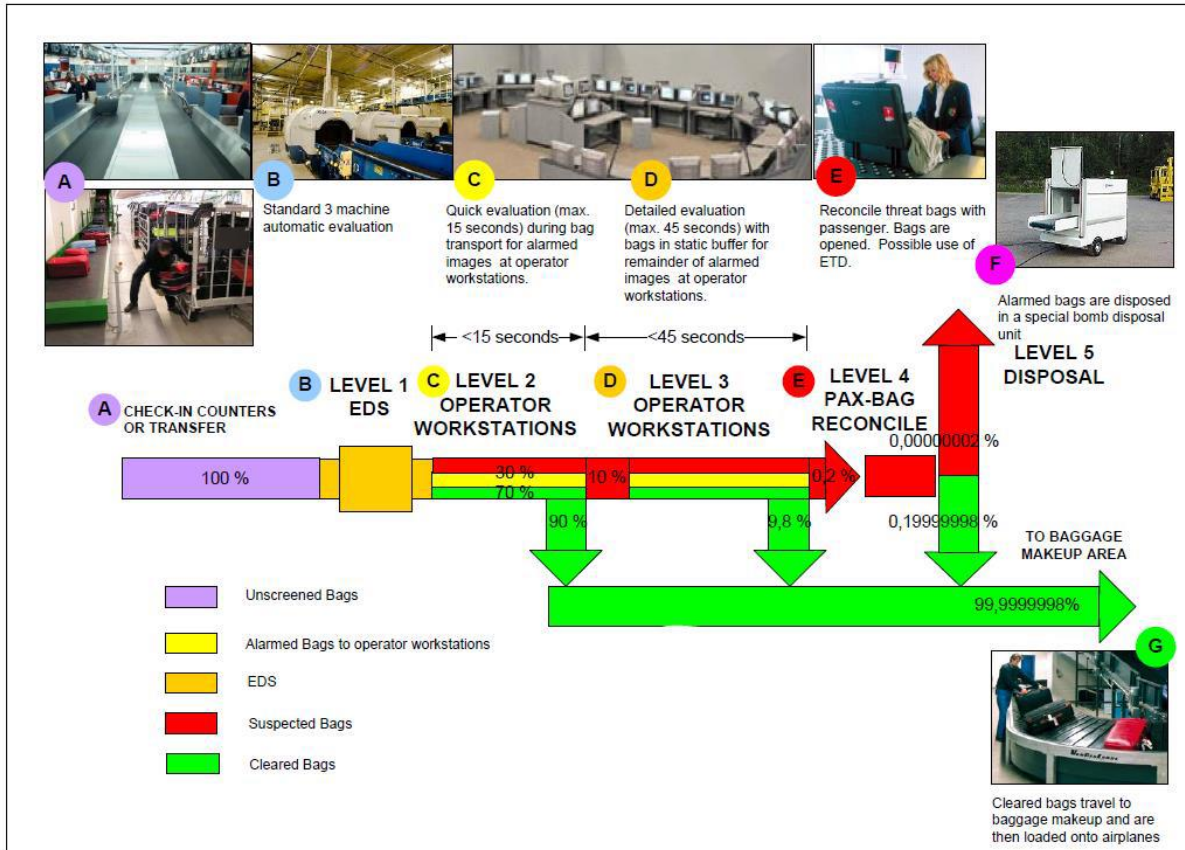 A
B
Standard 3 machine
automatic evaluation
C
Quick evaluation (max.
15 seconds) during bag
transport for alarmed
images at operator
workstations.
D
Detailed evaluation
(max. 45 seconds) with
bags in static buffer for
remainder of alarmed
images at operator
workstations.
E
Reconcile threat bags with
passenger. Bags are
opened. Possible use of
ETD.
F
Alarmed bags are disposed
in a special bomb disposal
unit
<15 seconds
<45 seconds
A
CHECK-IN COUNTERS
OR TRANSFER
B
LEVEL 1
EDS
C
LEVEL 2
OPERATOR
WORKSTATIONS
D
LEVEL 3
OPERATOR
WORKSTATIONS
E
LEVEL 4
PAX-BAG
RECONCILE
LEVEL 5
DISPOSAL
100 %
30 %
70 %
10 %
0,2 %
0,00000002 %
90 %
9,8 %
0,19999998 %
TO BAGGAGE
MAKEUP AREA
99,9999998%
Unscreened Bags
Alarmed Bags to operator workstations
EDS
Suspected Bags
Cleared Bags
G
Cleared bags travel to
baggage makeup and are
then loaded onto airplanes